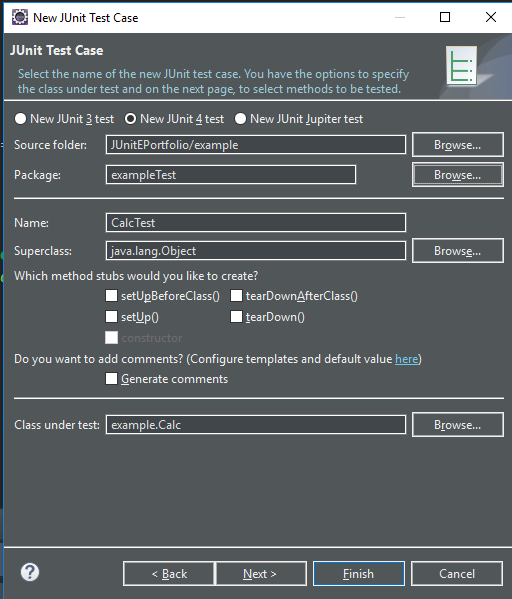 New JUnit Test Case
JUnit Test Case
Select the name of the new JUnit test case. You have the options to specify
the class under test and on the next page, to select methods to be tested.
New JUnit 3 test New JUnit 4 test New JUnit Jupiter test
Source folder: JUnitEPortfolio/example Browse...
Package: exampleTest Browse...
Name: CalcTest
Superclass: java.lang.Object Browse...
Which method stubs would you like to create?
setUpBeforeClass() tearDownAfterClass()
setUp() tearDown()
constructor
Do you want to add comments? (Configure templates and default value here)
Generate comments
Class under test: example.Calc Browse...
? < Back Next > Finish Cancel